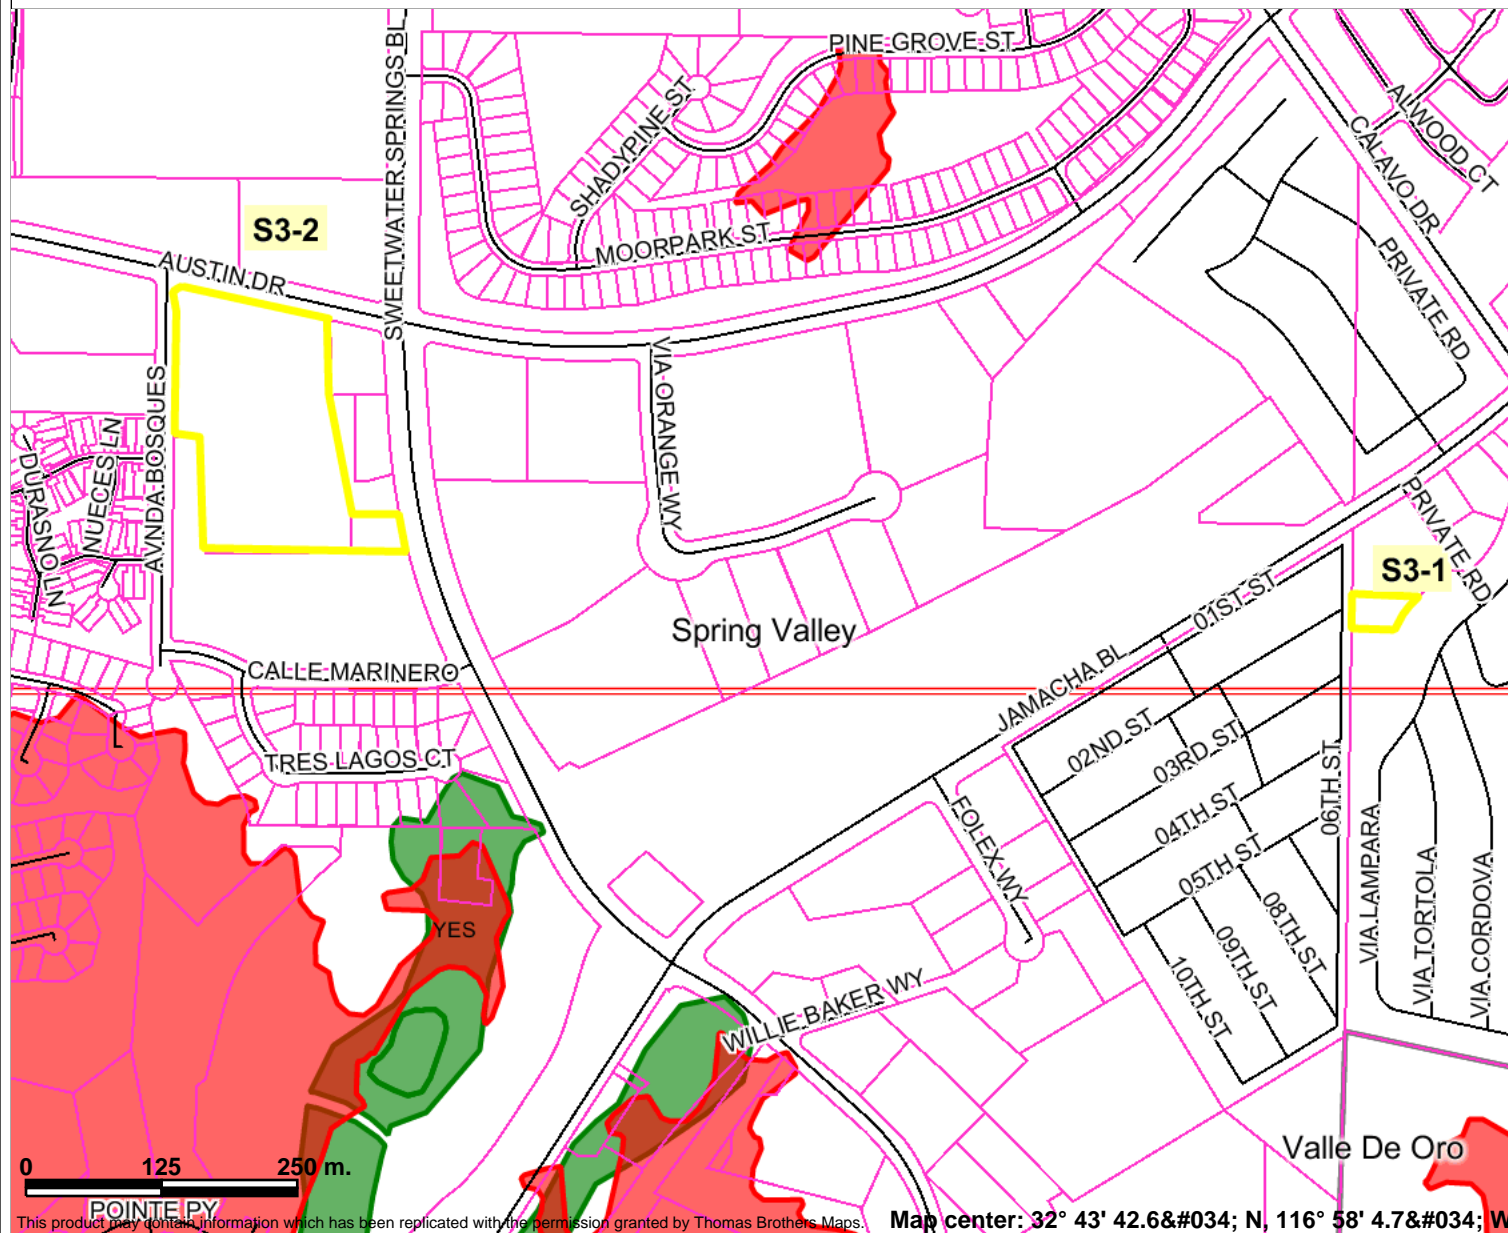 PINE GROVE ST
SWEETWATER SPRINGS BL
SHADYPINE ST
ALWOOD CT
CALAVO DR
S3-2
MOORPARK ST
AUSTIN DR
PRIVATE RD
VIA ORANGE WY
AVNDA BOSQUES
NUECES LN
DURASNO LN
PRIVATE RD
S3-1
01ST ST
Spring Valley
CALLE MARINERO
JAMACHA BL
02ND ST
03RD ST
TRES LAGOS CT
04TH ST
06TH ST
FOLEX WY
05TH ST
VIA LAMPARA
VIA TORTOLA
VIA CORDOVA
YES
08TH ST
09TH ST
10TH ST
WILLIE BAKER WY
Valle De Oro
0 125 250 m.
POINTE PY
This product may contain information which has been replicated with the permission granted by Thomas Brothers Maps.
Map center: 32° 43' 42.6&#034; N, 116° 58' 4.7&#034; W